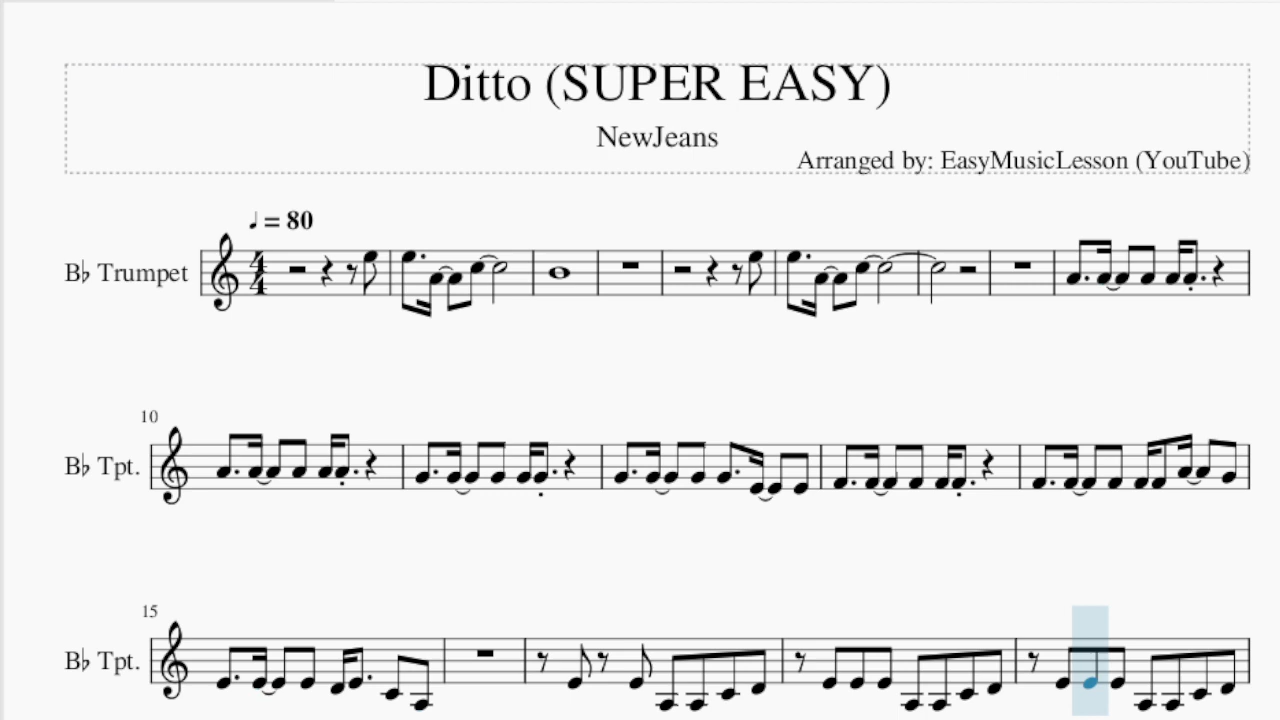 Ditto (SUPER EASY)
NewJeans
Arranged by: EasyMusicLesson (YouTube)
♩ = 80
B♭ Trumpet
4
4
10
B♭ Tpt.
15
B♭ Tpt.